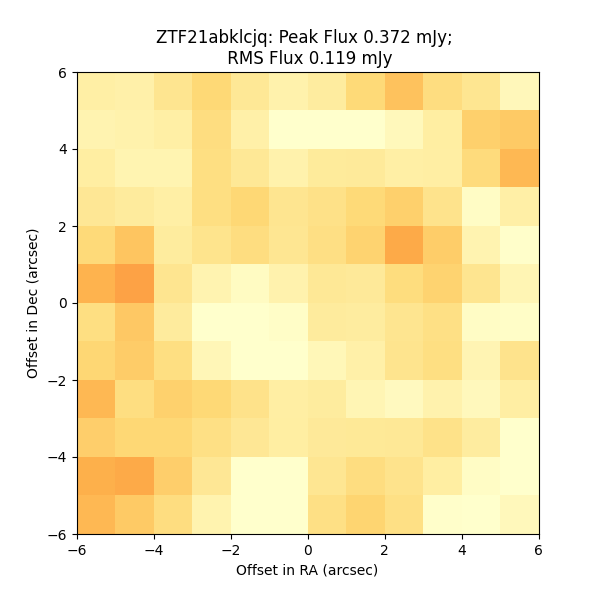 ZTF21abklcjq: Peak Flux 0.372 mJy;
RMS Flux 0.119 mJy
6
4
2
0
−2
−4
−6
Offset in Dec (arcsec)
−6 −4 −2 0 2 4 6
Offset in RA (arcsec)